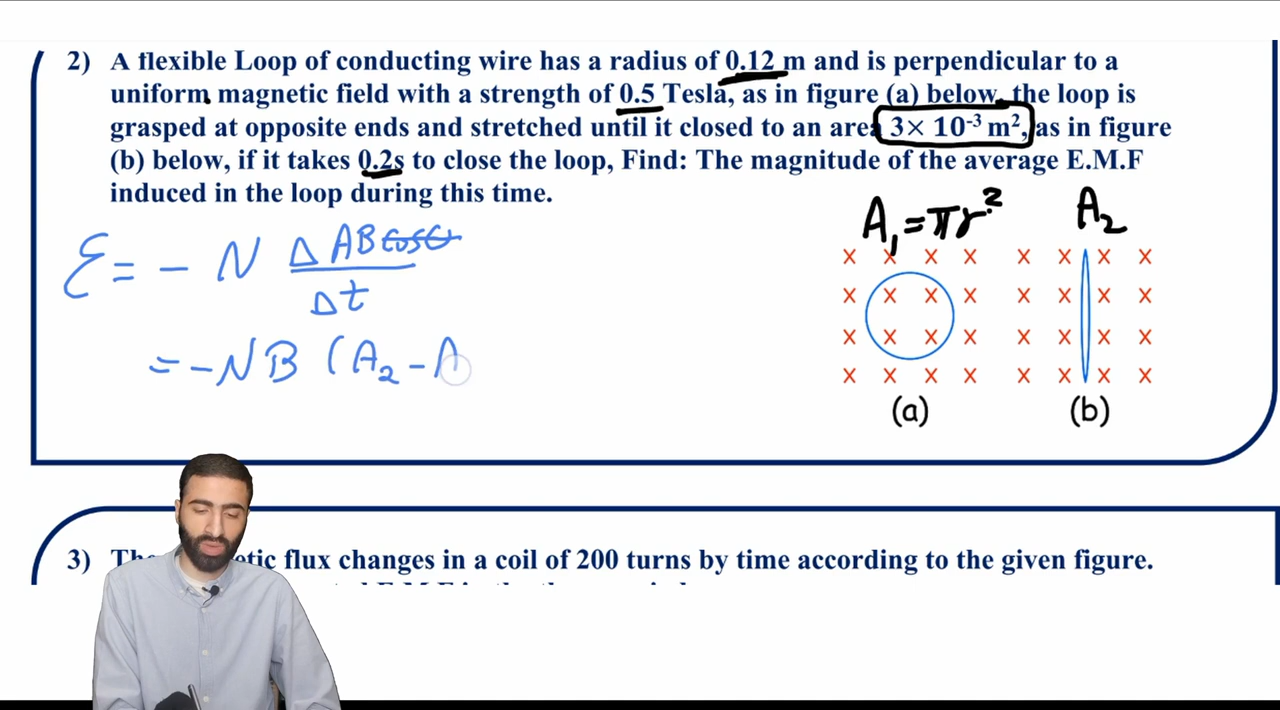 2) A flexible Loop of conducting wire has a radius of 0.12 m and is perpendicular to a
uniform magnetic field with a strength of 0.5 Tesla, as in figure (a) below, the loop is
grasped at opposite ends and stretched until it closed to an area 3× 10⁻³ m², as in figure
(b) below, if it takes 0.2s to close the loop, Find: The magnitude of the average E.M.F
induced in the loop during this time.
A₁=πr² A₂
ℰ = - N ΔAB cosθ / Δt
= -NB (A₂ - A
x x x x x x x x
x x x x x x x x
x x x x x x x x
x x x x x x x x
(a) (b)
3) etic flux changes in a coil of 200 turns by time according to the given figure.